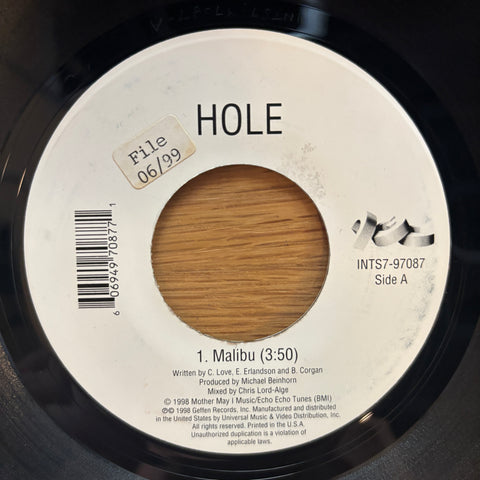 HOLE
File
06/99
6 06949 70877 1
INTS7-97087
Side A
1. Malibu (3:50)
Written by C. Love, E. Erlandson and B. Corgan
Produced by Michael Beinhorn
Mixed by Chris Lord-Alge
© 1998 Mother May I Music/Echo Echo Tunes (BMI)
℗© 1998 Geffen Records, Inc. Manufactured and distributed
in the United States by Universal Music & Video Distribution, Inc.
All rights reserved. Printed in the U.S.A.
Unauthorized duplication is a violation of
applicable laws.